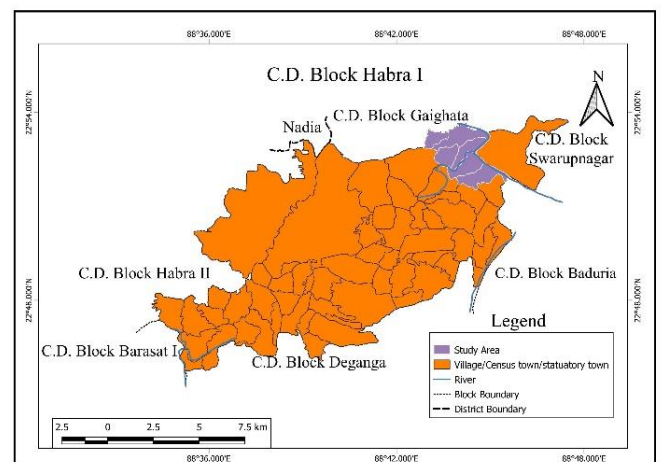 88°36.000'E 88°42.000'E 88°48.000'E
C.D. Block Habra I
N
22°54.000'N
22°54.000'N
C.D. Block Gaighata
Nadia
C.D. Block
Swarupnagar
C.D. Block Habra II
C.D. Block Baduria
22°48.000'N
22°48.000'N
Legend
C.D. Block Barasat I
C.D. Block Deganga
Study Area
Village/Census town/statuatory town
River
Block Boundary
District Boundary
2.5 0 2.5 5 7.5 km
88°36.000'E 88°42.000'E 88°48.000'E